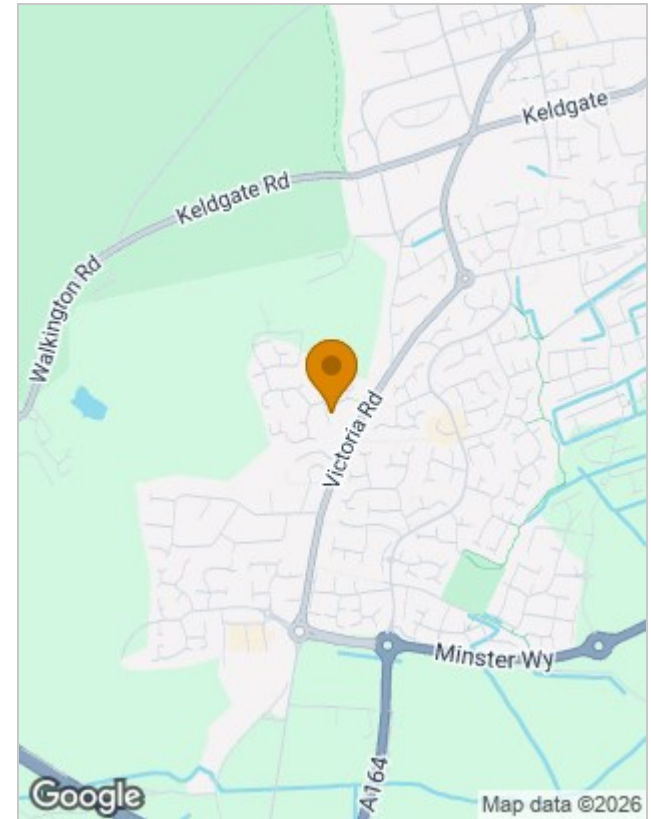 Keldgate
Keldgate Rd
Walkington Rd
Victoria Rd
Minster Wy
A164
Google
Map data ©2026